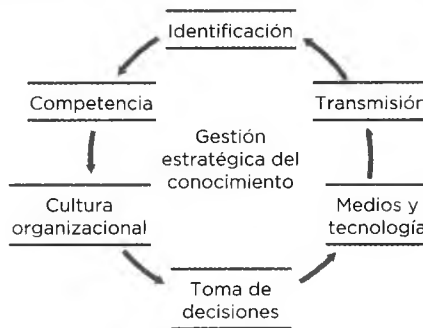 Identificación
Competencia
Transmisión
Gestión
estratégica del
conocimiento
Cultura
organizacional
Medios y
tecnología
Toma de
decisiones